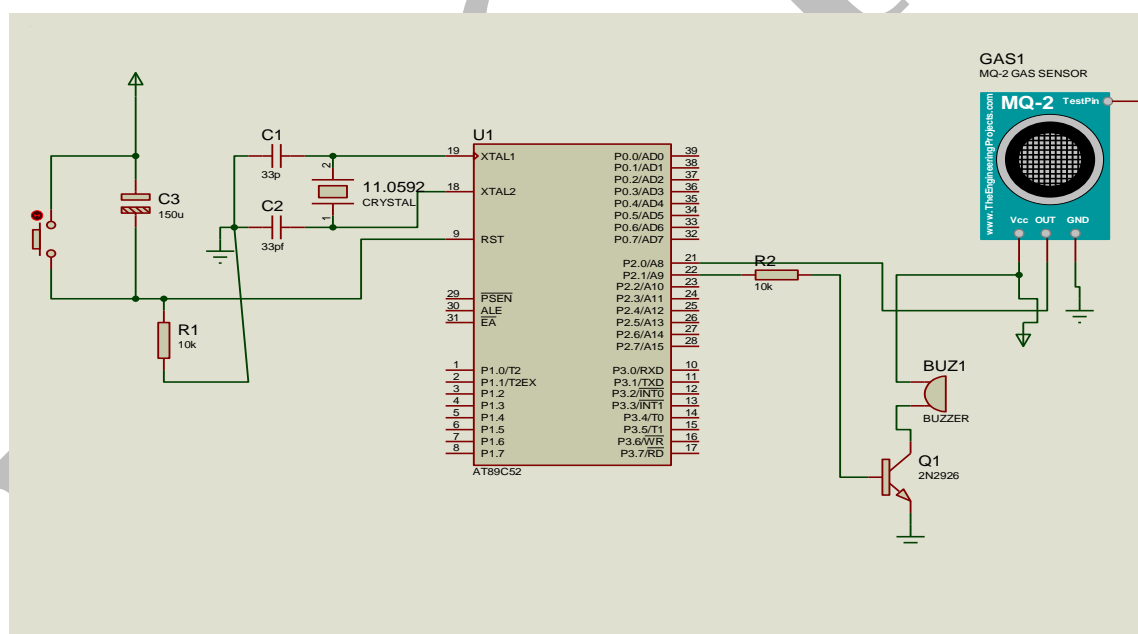 GAS1
MQ-2 GAS SENSOR
MQ-2
TestPin
www.TheEngineeringProjects.com
Vcc OUT GND
C1
33p
2
11.0592
CRYSTAL
1
C2
33pf
C3
150u
R1
10k
U1
19 XTAL1
18 XTAL2
9 RST
29 PSEN
30 ALE
31 EA
1 P1.0/T2
2 P1.1/T2EX
3 P1.2
4 P1.3
5 P1.4
6 P1.5
7 P1.6
8 P1.7
P0.0/AD0 39
P0.1/AD1 38
P0.2/AD2 37
P0.3/AD3 36
P0.4/AD4 35
P0.5/AD5 34
P0.6/AD6 33
P0.7/AD7 32
P2.0/A8 21
P2.1/A9 22
P2.2/A10 23
P2.3/A11 24
P2.4/A12 25
P2.5/A13 26
P2.6/A14 27
P2.7/A15 28
P3.0/RXD 10
P3.1/TXD 11
P3.2/INT0 12
P3.3/INT1 13
P3.4/T0 14
P3.5/T1 15
P3.6/WR 16
P3.7/RD 17
AT89C52
R2
10k
BUZ1
BUZZER
Q1
2N2926